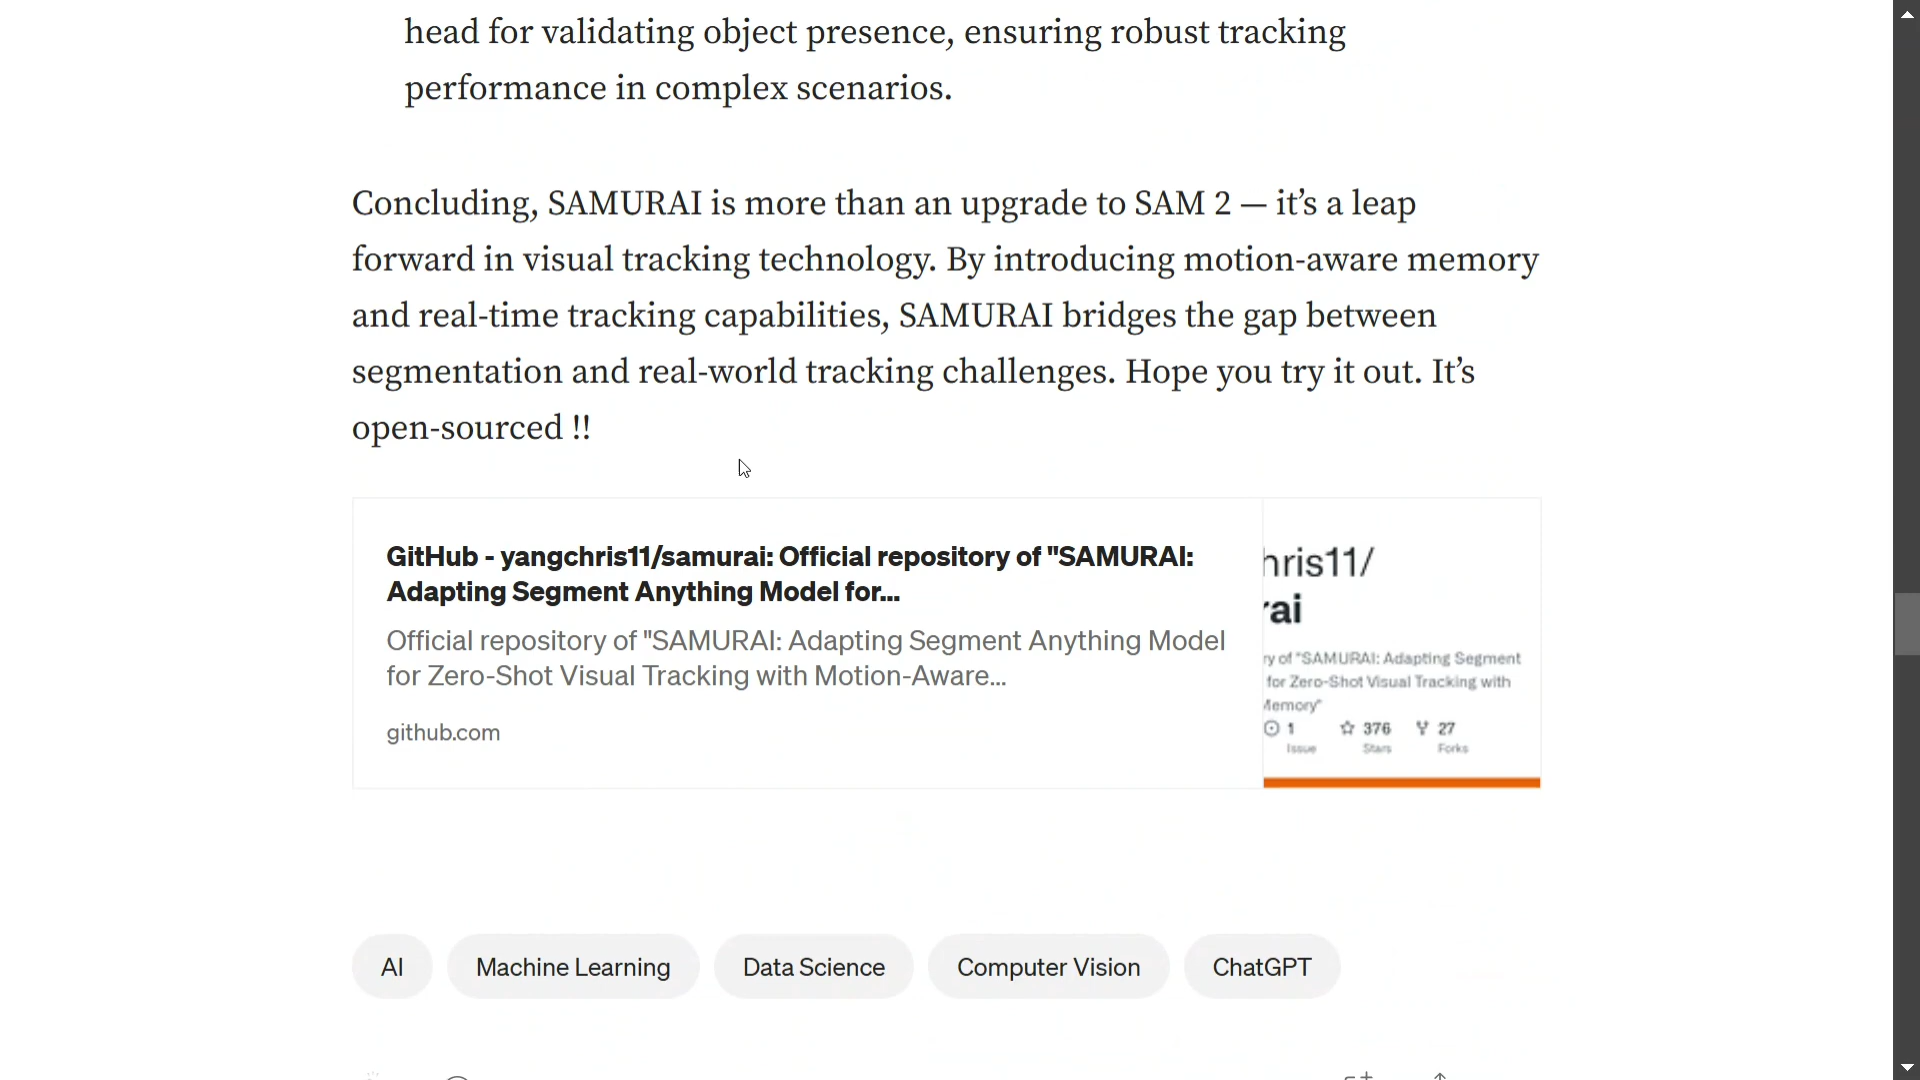 head for validating object presence, ensuring robust tracking
performance in complex scenarios.
Concluding, SAMURAI is more than an upgrade to SAM 2 — it’s a leap
forward in visual tracking technology. By introducing motion-aware memory
and real-time tracking capabilities, SAMURAI bridges the gap between
segmentation and real-world tracking challenges. Hope you try it out. It’s
open-sourced !!
GitHub - yangchris11/samurai: Official repository of "SAMURAI:
Adapting Segment Anything Model for...
Official repository of "SAMURAI: Adapting Segment Anything Model
for Zero-Shot Visual Tracking with Motion-Aware...
github.com
hris11/
rai
ry of "SAMURAI: Adapting Segment
for Zero-Shot Visual Tracking with
Memory"
1 376 27
Issue Stars Forks
AI Machine Learning Data Science Computer Vision ChatGPT